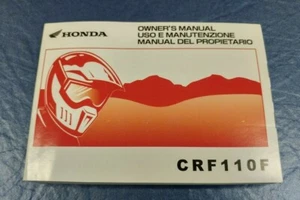 HONDA
OWNER'S MANUAL
USO E MANUTENZIONE
MANUAL DEL PROPIETARIO
CRF110F